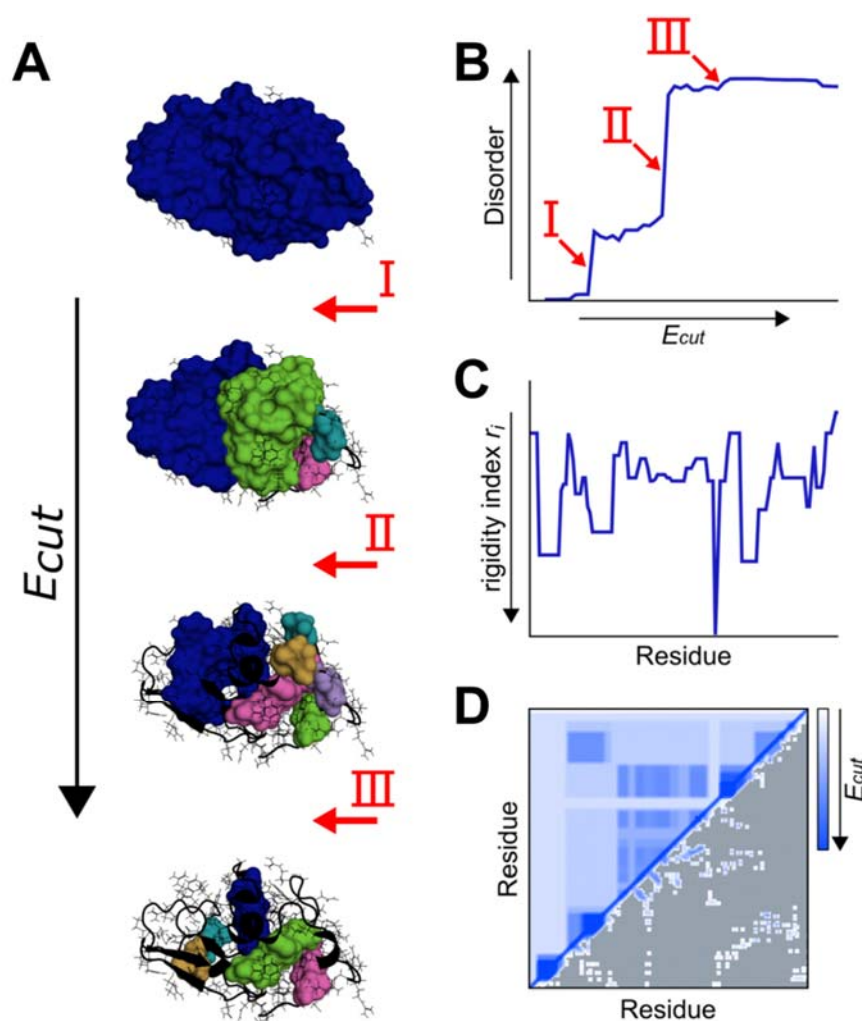 A
I
II
III
Ecut
B
Disorder
I
II
III
Ecut
C
rigidity index ri
Residue
D
Residue
Residue
Ecut